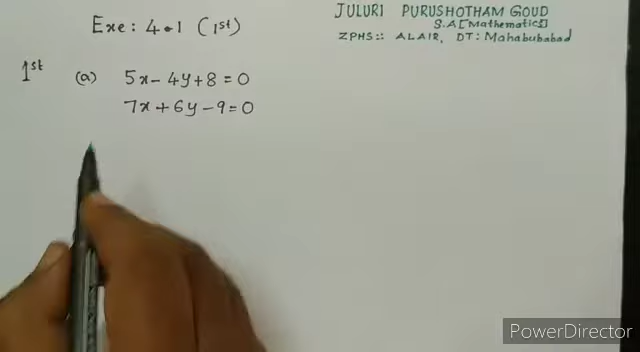 JULURI PURUSHOTHAM GOUD
S.A [Mathematics]
ZPHS:: ALAIR, DT: Mahabubabad
Exe: 4.1 (1st)
1st (a) 5x - 4y + 8 = 0
7x + 6y - 9 = 0
PowerDirector